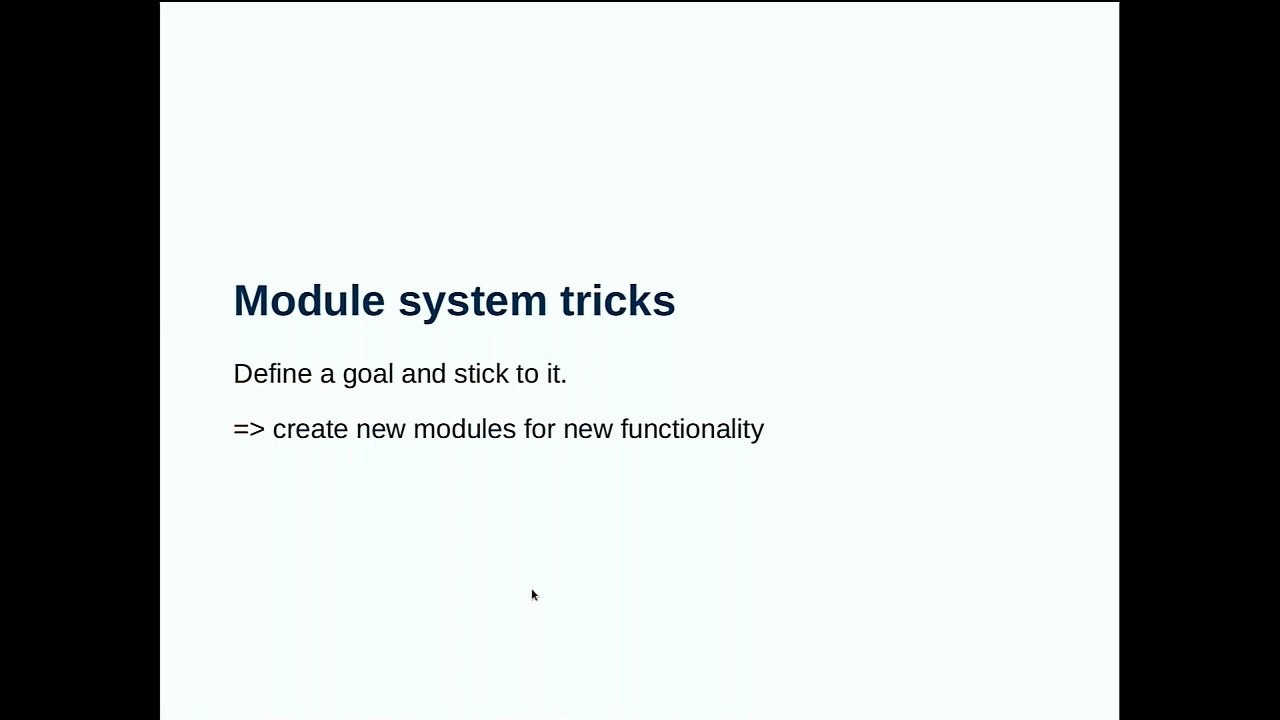 Module system tricks
Define a goal and stick to it.
=> create new modules for new functionality